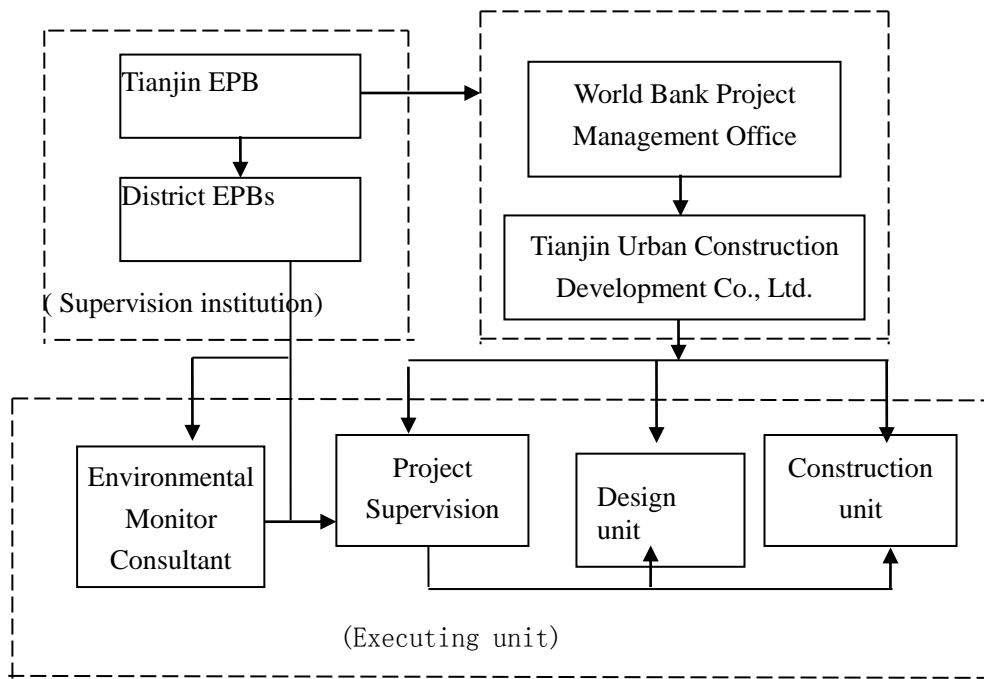 Tianjin EPB
World Bank Project
Management Office
District EPBs
Tianjin Urban Construction
Development Co., Ltd.
( Supervision institution)
Environmental
Monitor
Consultant
Project
Supervision
Design
unit
Construction
unit
(Executing unit)